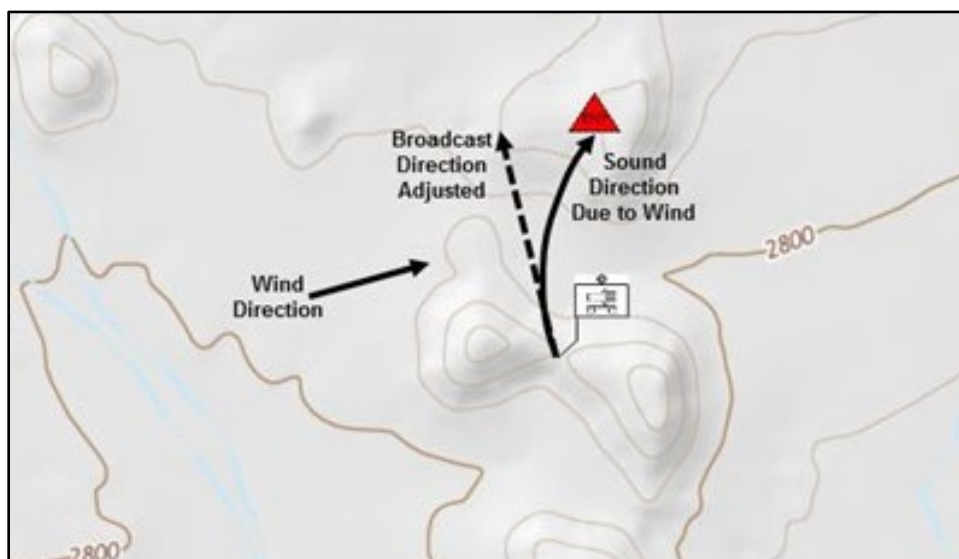 Broadcast
Direction
Adjusted
Sound
Direction
Due to Wind
2800
Wind
Direction
2800